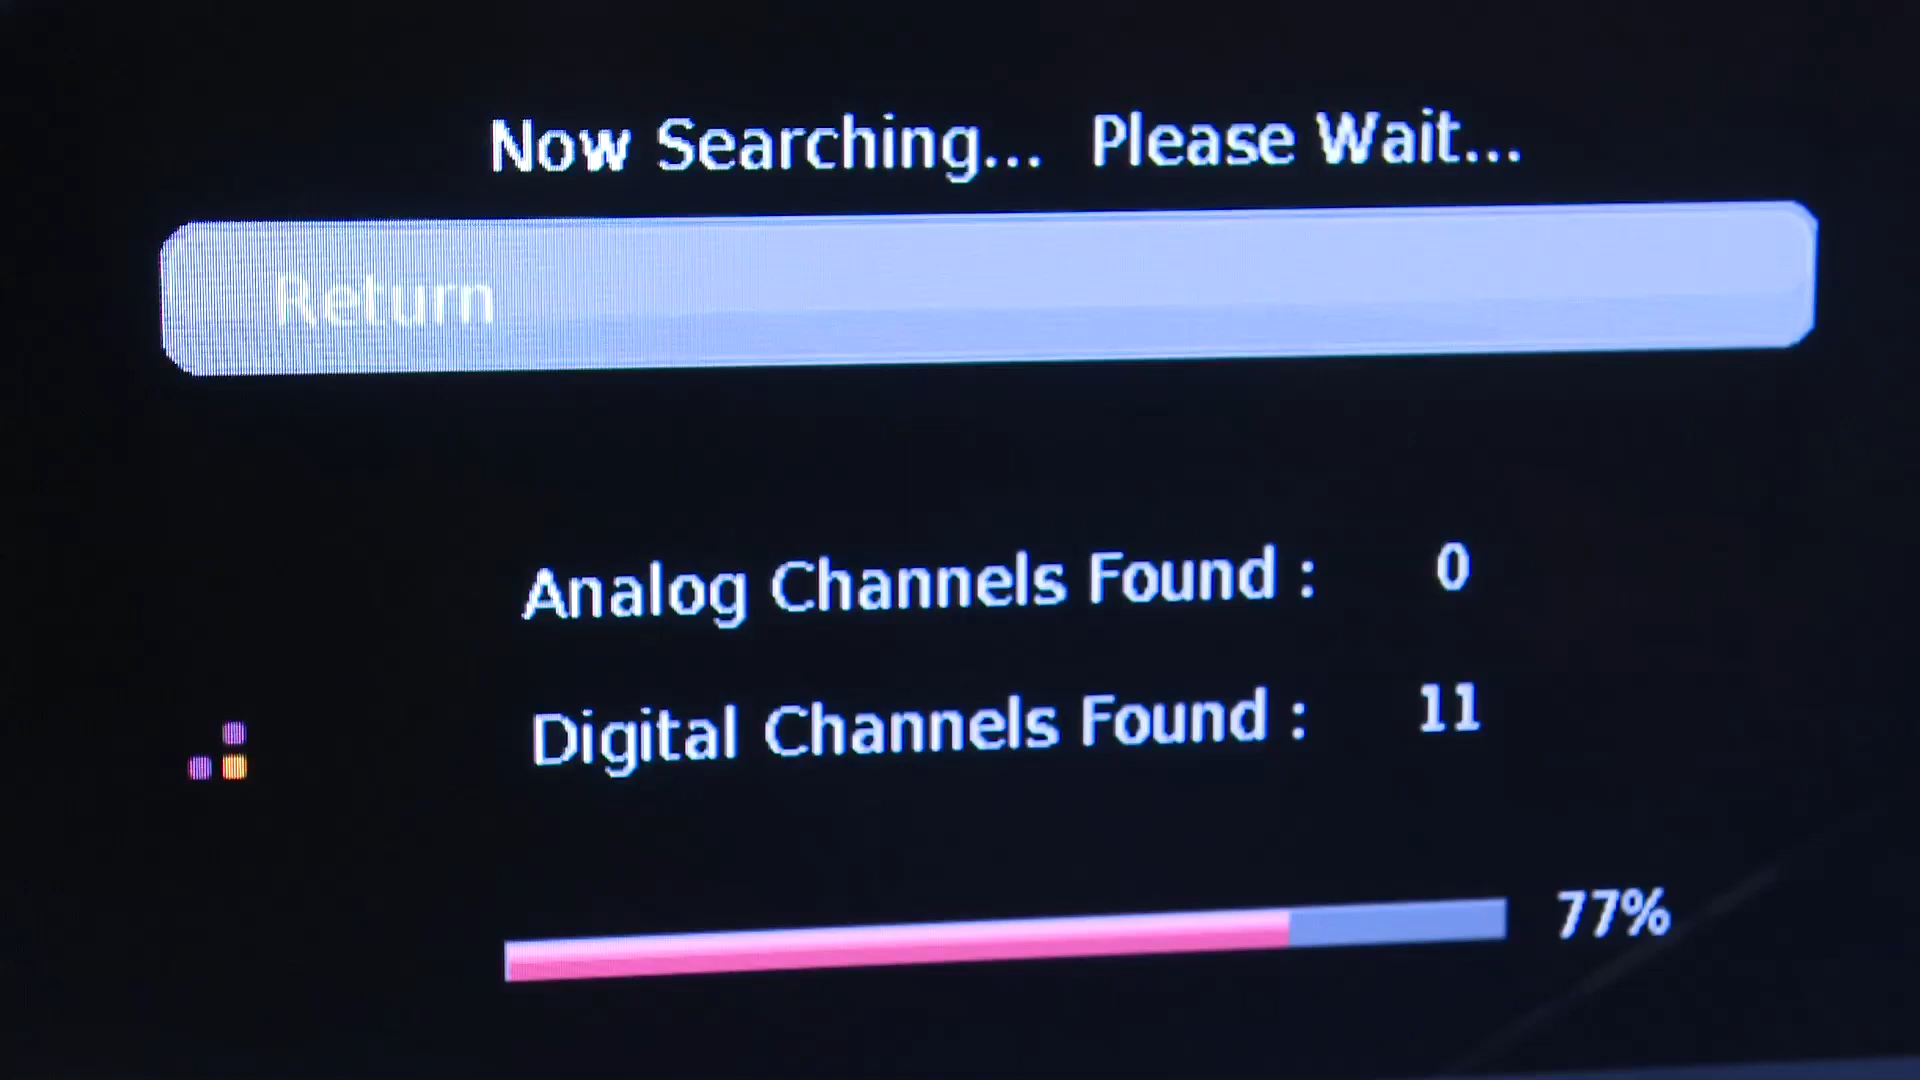 Now Searching... Please Wait...
Return
Analog Channels Found : 0
Digital Channels Found : 11
77%